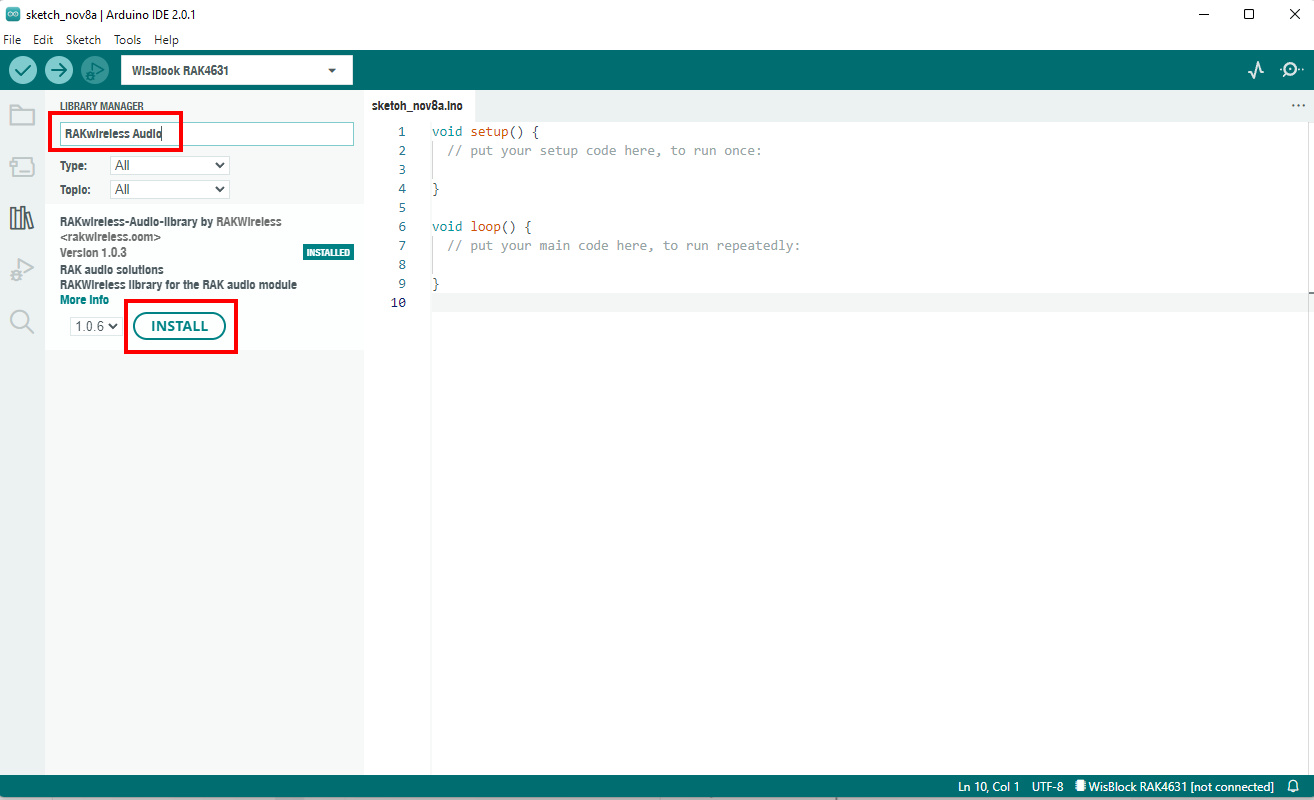 sketch_nov8a | Arduino IDE 2.0.1
File Edit Sketch Tools Help
WisBlock RAK4631
LIBRARY MANAGER
RAKwireless Audio
Type: All
Topic: All
RAKwireless-Audio-library by RAKWireless
<rakwireless.com>
Version 1.0.3 INSTALLED
RAK audio solutions
RAKWireless library for the RAK audio module
More info
1.0.6 INSTALL
sketch_nov8a.ino
1 void setup() {
2 // put your setup code here, to run once:
3
4 }
5
6 void loop() {
7 // put your main code here, to run repeatedly:
8
9 }
10
Ln 10, Col 1 UTF-8 WisBlock RAK4631 [not connected]